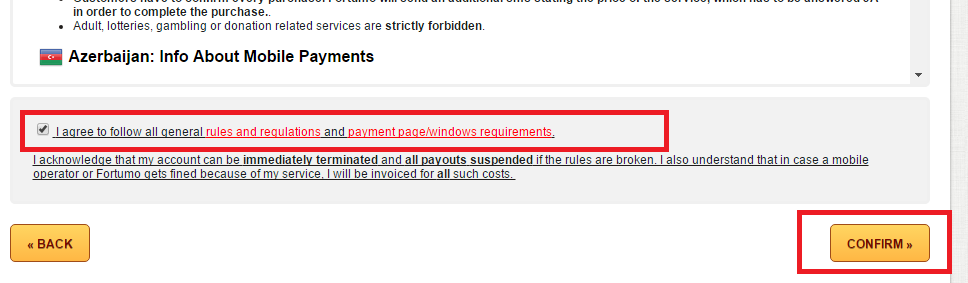 in order to complete the purchase..
• Adult, lotteries, gambling or donation related services are strictly forbidden.
Azerbaijan: Info About Mobile Payments
I agree to follow all general rules and regulations and payment page/windows requirements.
I acknowledge that my account can be immediately terminated and all payouts suspended if the rules are broken. I also understand that in case a mobile
operator or Fortumo gets fined because of my service, I will be invoiced for all such costs.
« BACK
CONFIRM »